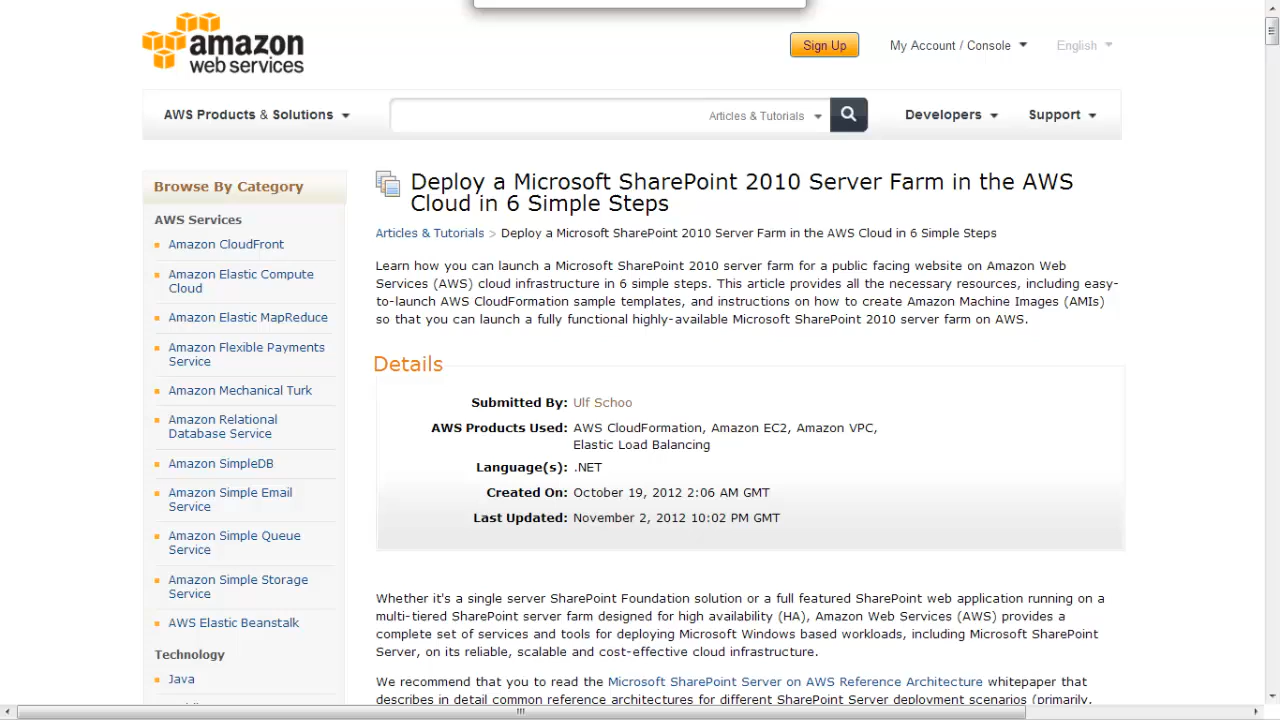 amazon
web services
Sign Up
My Account / Console
English
AWS Products & Solutions
Articles & Tutorials
Developers
Support
Browse By Category
AWS Services
Amazon CloudFront
Amazon Elastic Compute
Cloud
Amazon Elastic MapReduce
Amazon Flexible Payments
Service
Amazon Mechanical Turk
Amazon Relational
Database Service
Amazon SimpleDB
Amazon Simple Email
Service
Amazon Simple Queue
Service
Amazon Simple Storage
Service
AWS Elastic Beanstalk
Technology
Java
Deploy a Microsoft SharePoint 2010 Server Farm in the AWS
Cloud in 6 Simple Steps
Articles & Tutorials > Deploy a Microsoft SharePoint 2010 Server Farm in the AWS Cloud in 6 Simple Steps
Learn how you can launch a Microsoft SharePoint 2010 server farm for a public facing website on Amazon Web
Services (AWS) cloud infrastructure in 6 simple steps. This article provides all the necessary resources, including easy-
to-launch AWS CloudFormation sample templates, and instructions on how to create Amazon Machine Images (AMIs)
so that you can launch a fully functional highly-available Microsoft SharePoint 2010 server farm on AWS.
Details
Submitted By: Ulf Schoo
AWS Products Used: AWS CloudFormation, Amazon EC2, Amazon VPC,
Elastic Load Balancing
Language(s): .NET
Created On: October 19, 2012 2:06 AM GMT
Last Updated: November 2, 2012 10:02 PM GMT
Whether it's a single server SharePoint Foundation solution or a full featured SharePoint web application running on a
multi-tiered SharePoint server farm designed for high availability (HA), Amazon Web Services (AWS) provides a
complete set of services and tools for deploying Microsoft Windows based workloads, including Microsoft SharePoint
Server, on its reliable, scalable and cost-effective cloud infrastructure.
We recommend that you to read the Microsoft SharePoint Server on AWS Reference Architecture whitepaper that
describes in detail common reference architectures for different SharePoint Server deployment scenarios (primarily,